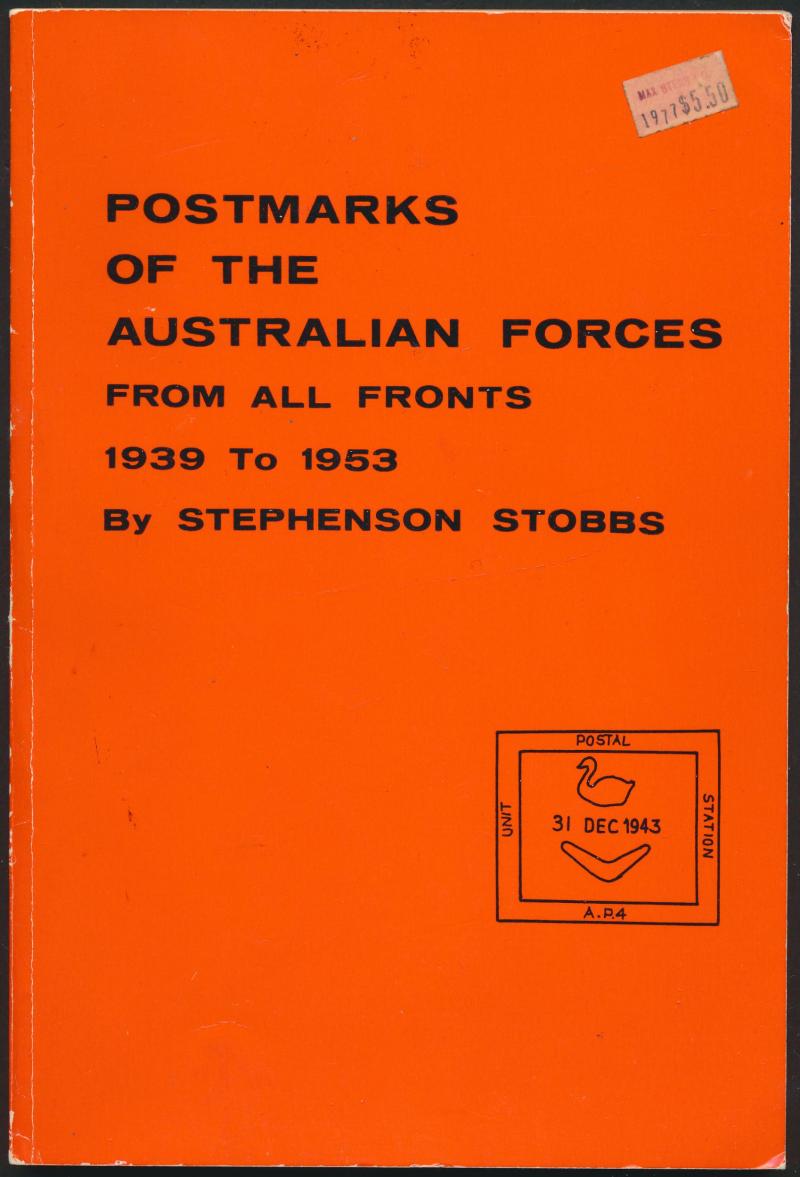 MAX
1977 $5.50
POSTMARKS
OF THE
AUSTRALIAN FORCES
FROM ALL FRONTS
1939 To 1953
By STEPHENSON STOBBS
POSTAL
UNIT
31 DEC 1943
STATION
A.P.4